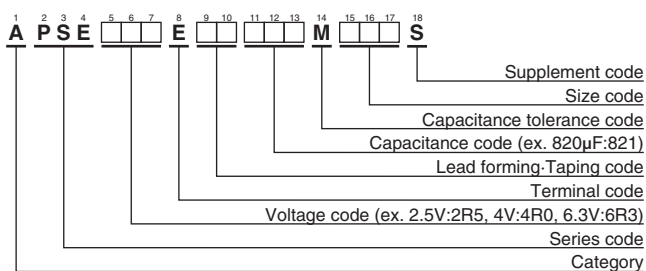 1 2 3 4 5 6 7 8 9 10 11 12 13 14 15 16 17 18
A P S E E M S
Supplement code
Size code
Capacitance tolerance code
Capacitance code (ex. 820µF:821)
Lead forming·Taping code
Terminal code
Voltage code (ex. 2.5V:2R5, 4V:4R0, 6.3V:6R3)
Series code
Category